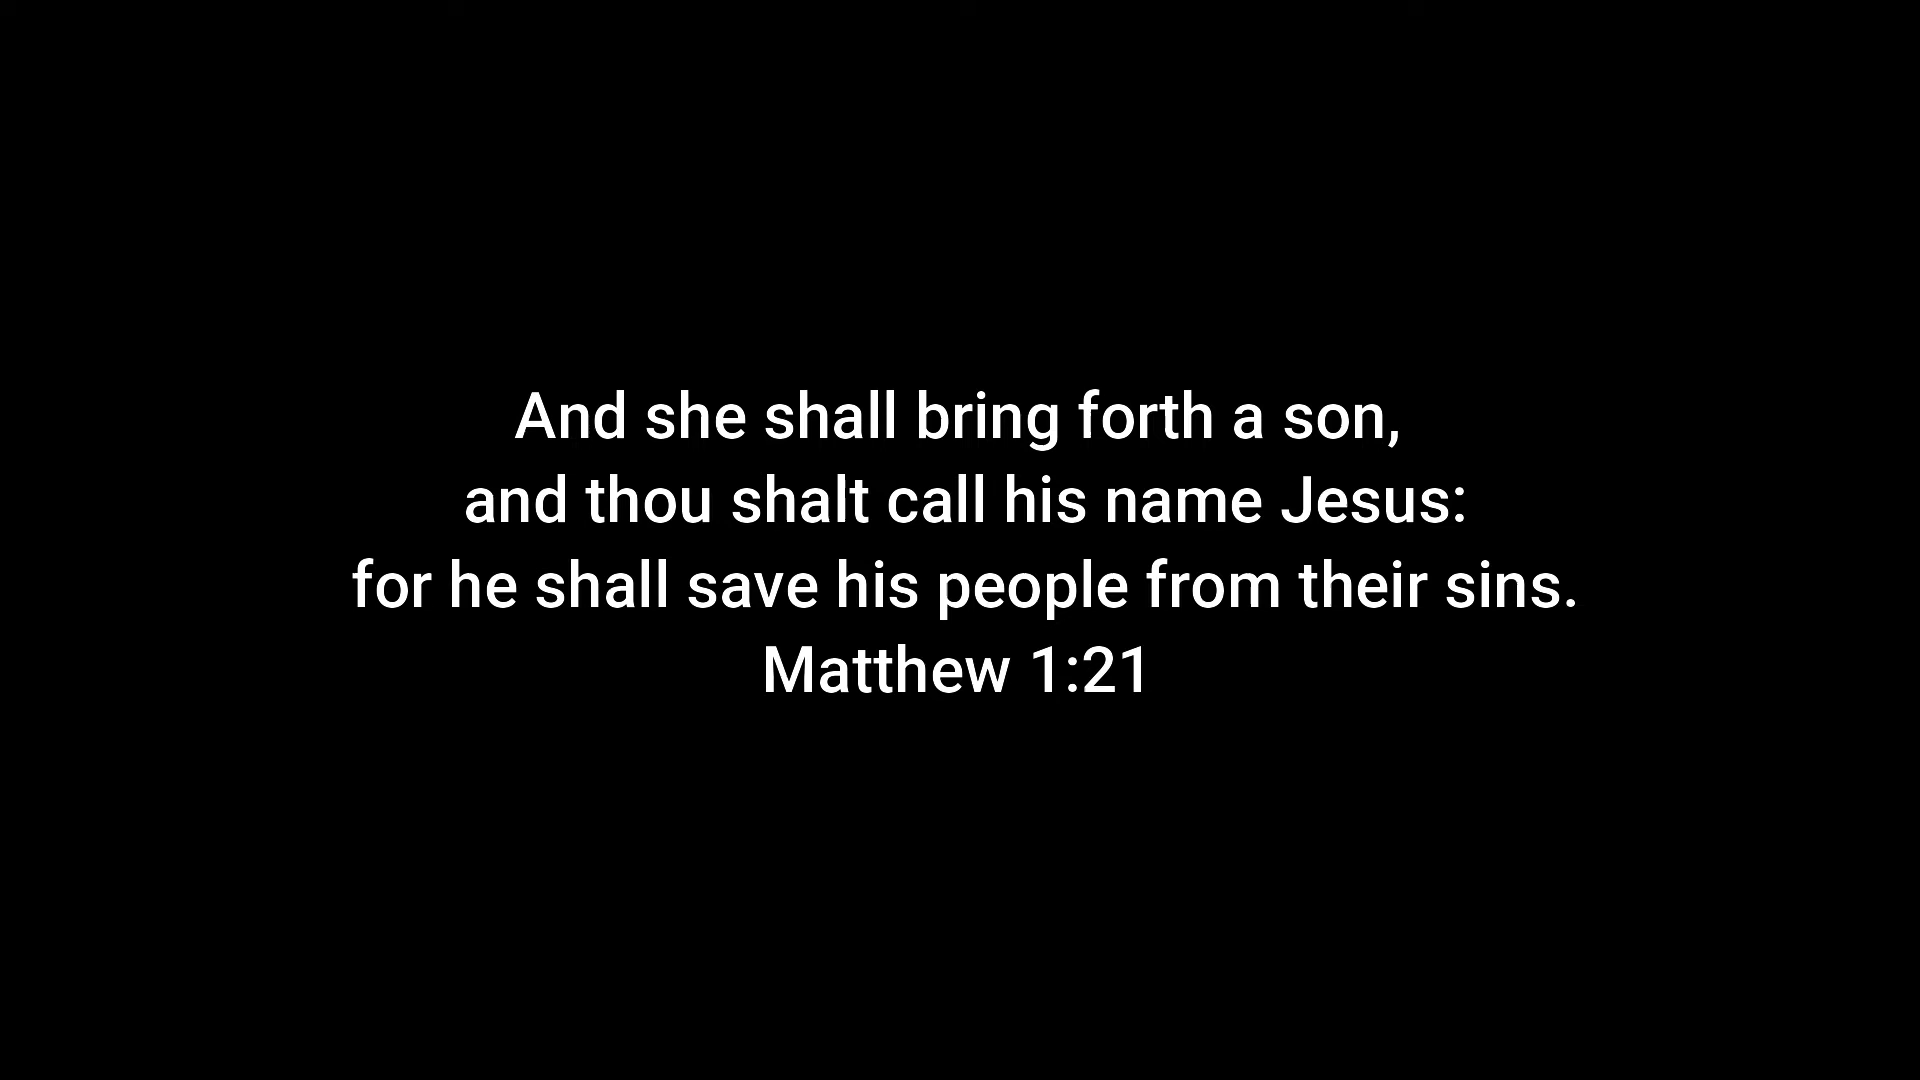 And she shall bring forth a son,
and thou shalt call his name Jesus:
for he shall save his people from their sins.
Matthew 1:21